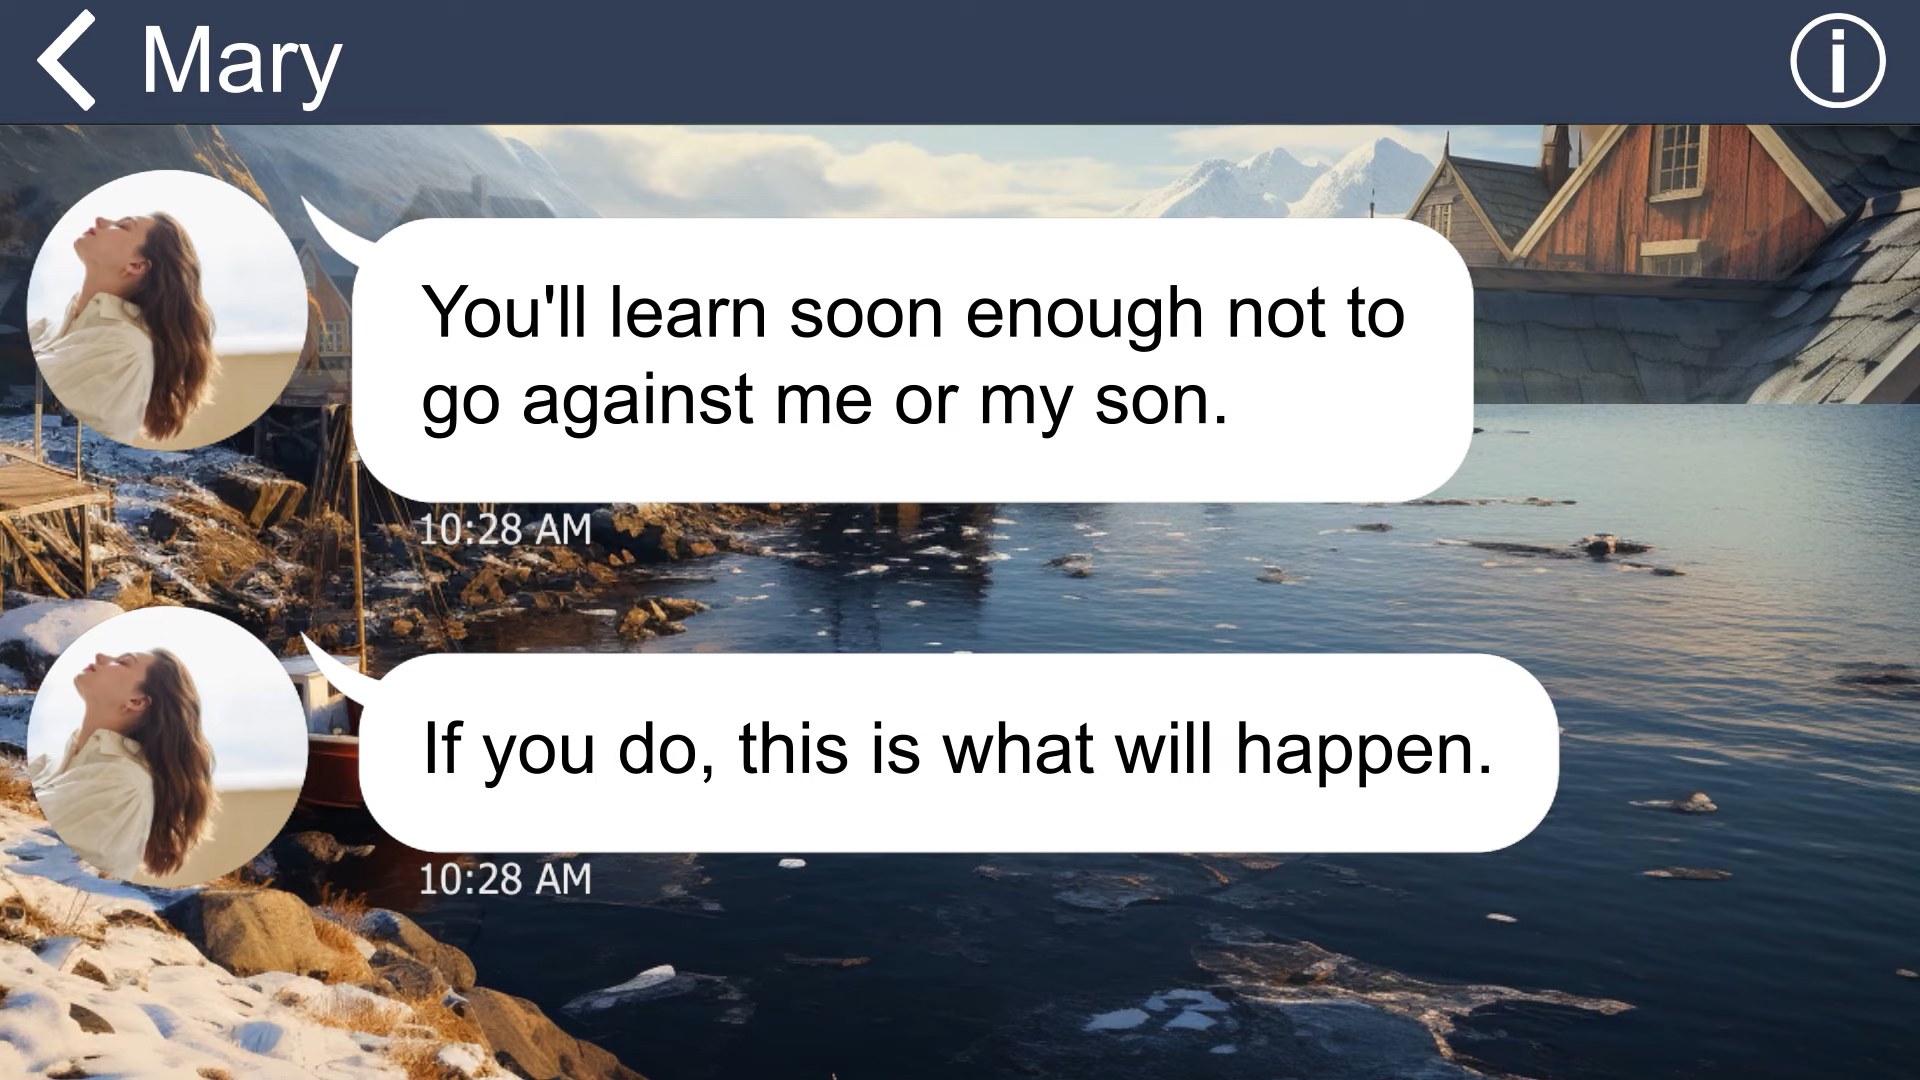 Mary
You'll learn soon enough not to
go against me or my son.
10:28 AM
If you do, this is what will happen.
10:28 AM